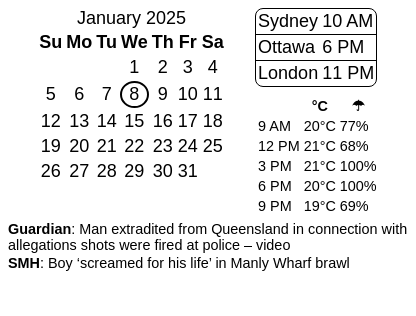 January 2025
Su Mo Tu We Th Fr Sa
1 2 3 4
5 6 7 8 9 10 11
12 13 14 15 16 17 18
19 20 21 22 23 24 25
26 27 28 29 30 31
Sydney 10 AM
Ottawa 6 PM
London 11 PM
°C ☂
9 AM 20°C 77%
12 PM 21°C 68%
3 PM 21°C 100%
6 PM 20°C 100%
9 PM 19°C 69%
Guardian: Man extradited from Queensland in connection with
allegations shots were fired at police – video
SMH: Boy ‘screamed for his life’ in Manly Wharf brawl